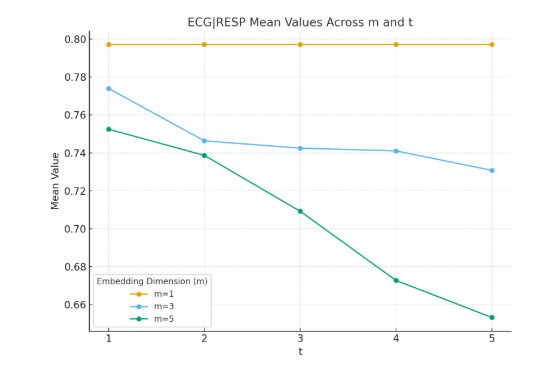 ECG|RESP Mean Values Across m and t
Mean Value
0.80
0.78
0.76
0.74
0.72
0.70
0.68
0.66
Embedding Dimension (m)
m=1
m=3
m=5
1 2 3 4 5
t